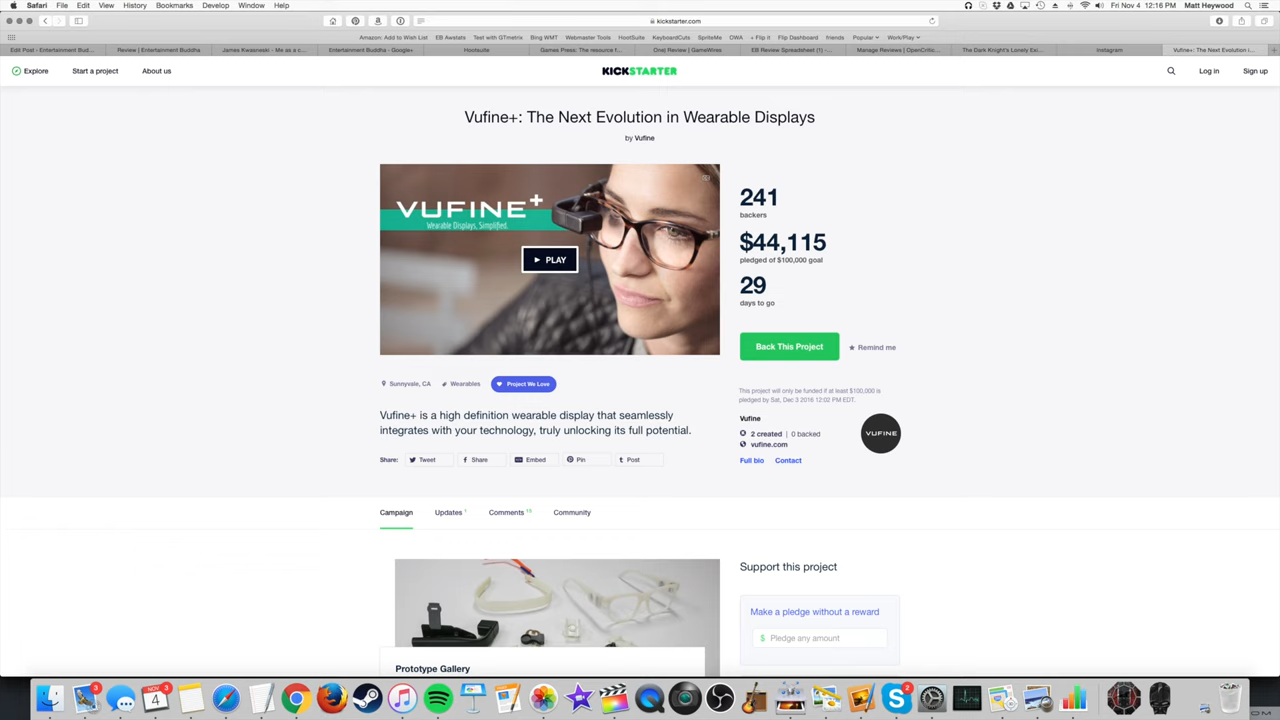 Safari File Edit View History Bookmarks Develop Window Help
Fri Nov 4 12:16 PM Matt Heywood
kickstarter.com
Amazon: Add to Wish List EB Awstats Test with GTmetrix Bing WMT Webmaster Tools HootSuite KeyboardCuts SpriteMe OWA + Flip it Flip Dashboard friends Popular Work/Play
Edit Post ‹ Entertainment Bud... Review | Entertainment Buddha James Kwasneski - Me as a c... Entertainment Buddha - Google+ Hootsuite Games Press: The resource f... Onej Review | GameWires EB Review Spreadsheet (1) -... Manage Reviews | OpenCritic... The Dark Knight's Lonely Exi... Instagram Vufine+: The Next Evolution i...
Explore Start a project About us
KICKSTARTER
Log in Sign up
Vufine+: The Next Evolution in Wearable Displays
by Vufine
VUFINE+
Wearable Displays, Simplified.
PLAY
241
backers
$44,115
pledged of $100,000 goal
29
days to go
Back This Project
Remind me
Sunnyvale, CA Wearables Project We Love
This project will only be funded if at least $100,000 is
pledged by Sat, Dec 3 2016 12:02 PM EDT.
Vufine+ is a high definition wearable display that seamlessly
integrates with your technology, truly unlocking its full potential.
Vufine
2 created | 0 backed
vufine.com
Full bio Contact
VUFINE
Share: Tweet Share Embed Pin Post
Campaign Updates 1 Comments 15 Community
Support this project
Make a pledge without a reward
$ Pledge any amount
Prototype Gallery
3
NOV
4
3
2